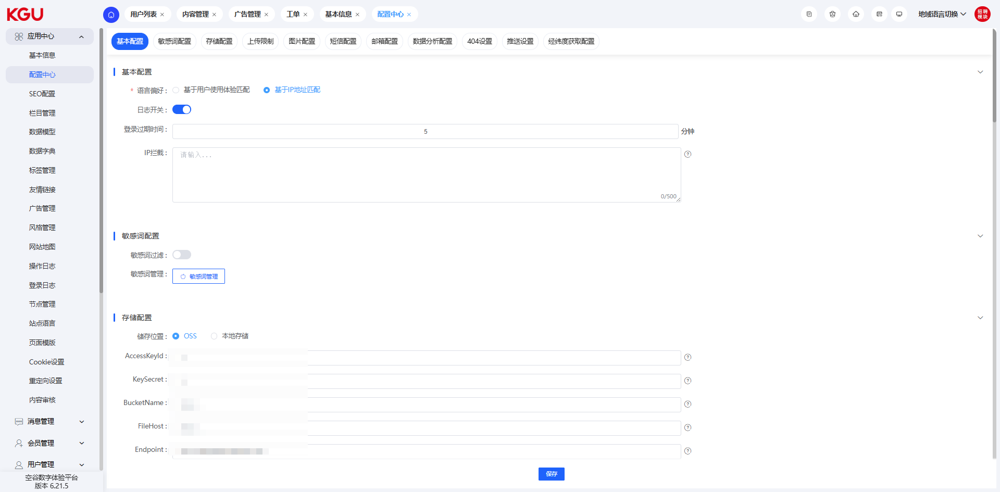 KGU
用户列表 ×
内容管理 ×
广告管理 ×
工单 ×
基本信息 ×
配置中心 ×
地域语言切换
招聘
模块
应用中心
基本信息
配置中心
SEO配置
栏目管理
数据模型
数据字典
标签管理
友情链接
广告管理
风格管理
网站地图
操作日志
登录日志
节点管理
站点语言
页面模版
Cookie设置
重定向设置
内容审核
消息管理
会员管理
用户管理
空谷数字体验平台
版本 6.21.5
基本配置
敏感词配置
存储配置
上传限制
图片配置
短信配置
邮箱配置
数据分析配置
404设置
推送设置
经纬度获取配置
基本配置
* 语言偏好 : 基于用户使用体验匹配 基于IP地址匹配
日志开关 :
登录过期时间 : 5 分钟
IP拦截 : 请输入...
0/500
敏感词配置
敏感词过滤 :
敏感词管理 : 敏感词管理
存储配置
储存位置 : OSS 本地存储
AccessKeyId :
KeySecret :
BucketName :
FileHost :
Endpoint :
保存